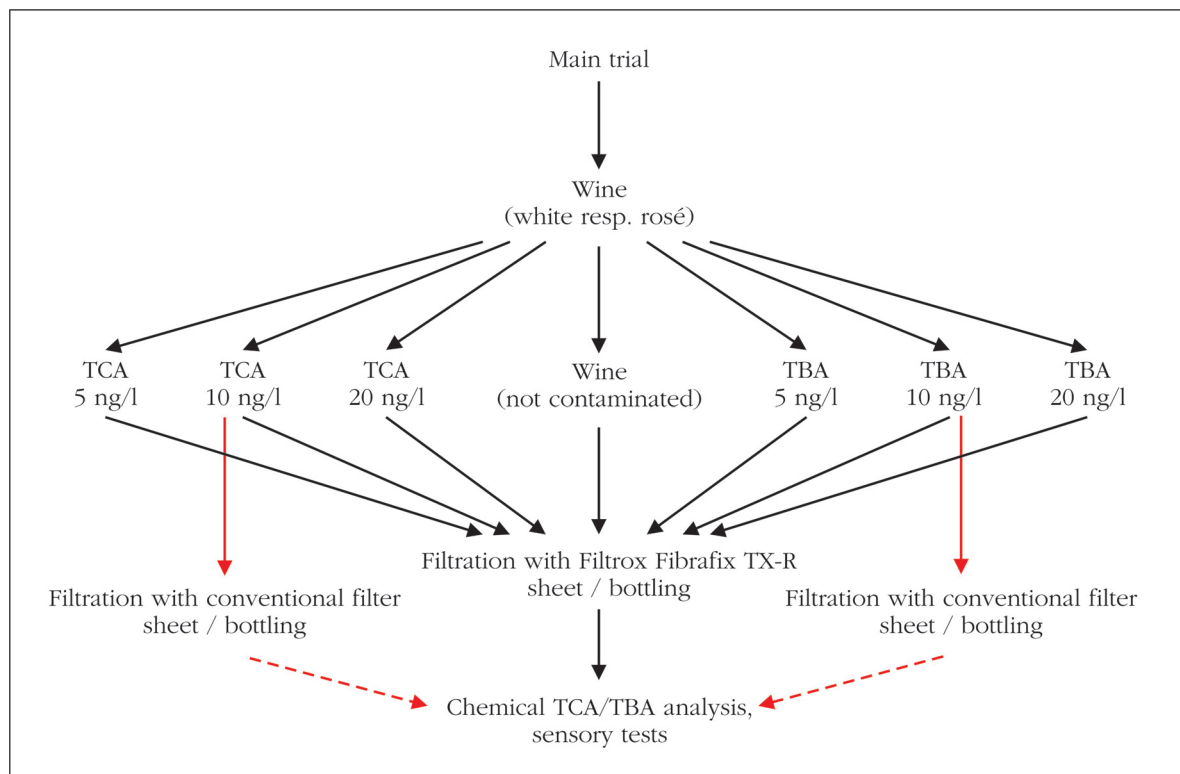 Main trial
Wine
(white resp. rosé)
TCA
5 ng/l
TCA
10 ng/l
TCA
20 ng/l
Wine
(not contaminated)
TBA
5 ng/l
TBA
10 ng/l
TBA
20 ng/l
Filtration with Filtrox Fibrafix TX-R
sheet / bottling
Filtration with conventional filter
sheet / bottling
Filtration with conventional filter
sheet / bottling
Chemical TCA/TBA analysis,
sensory tests